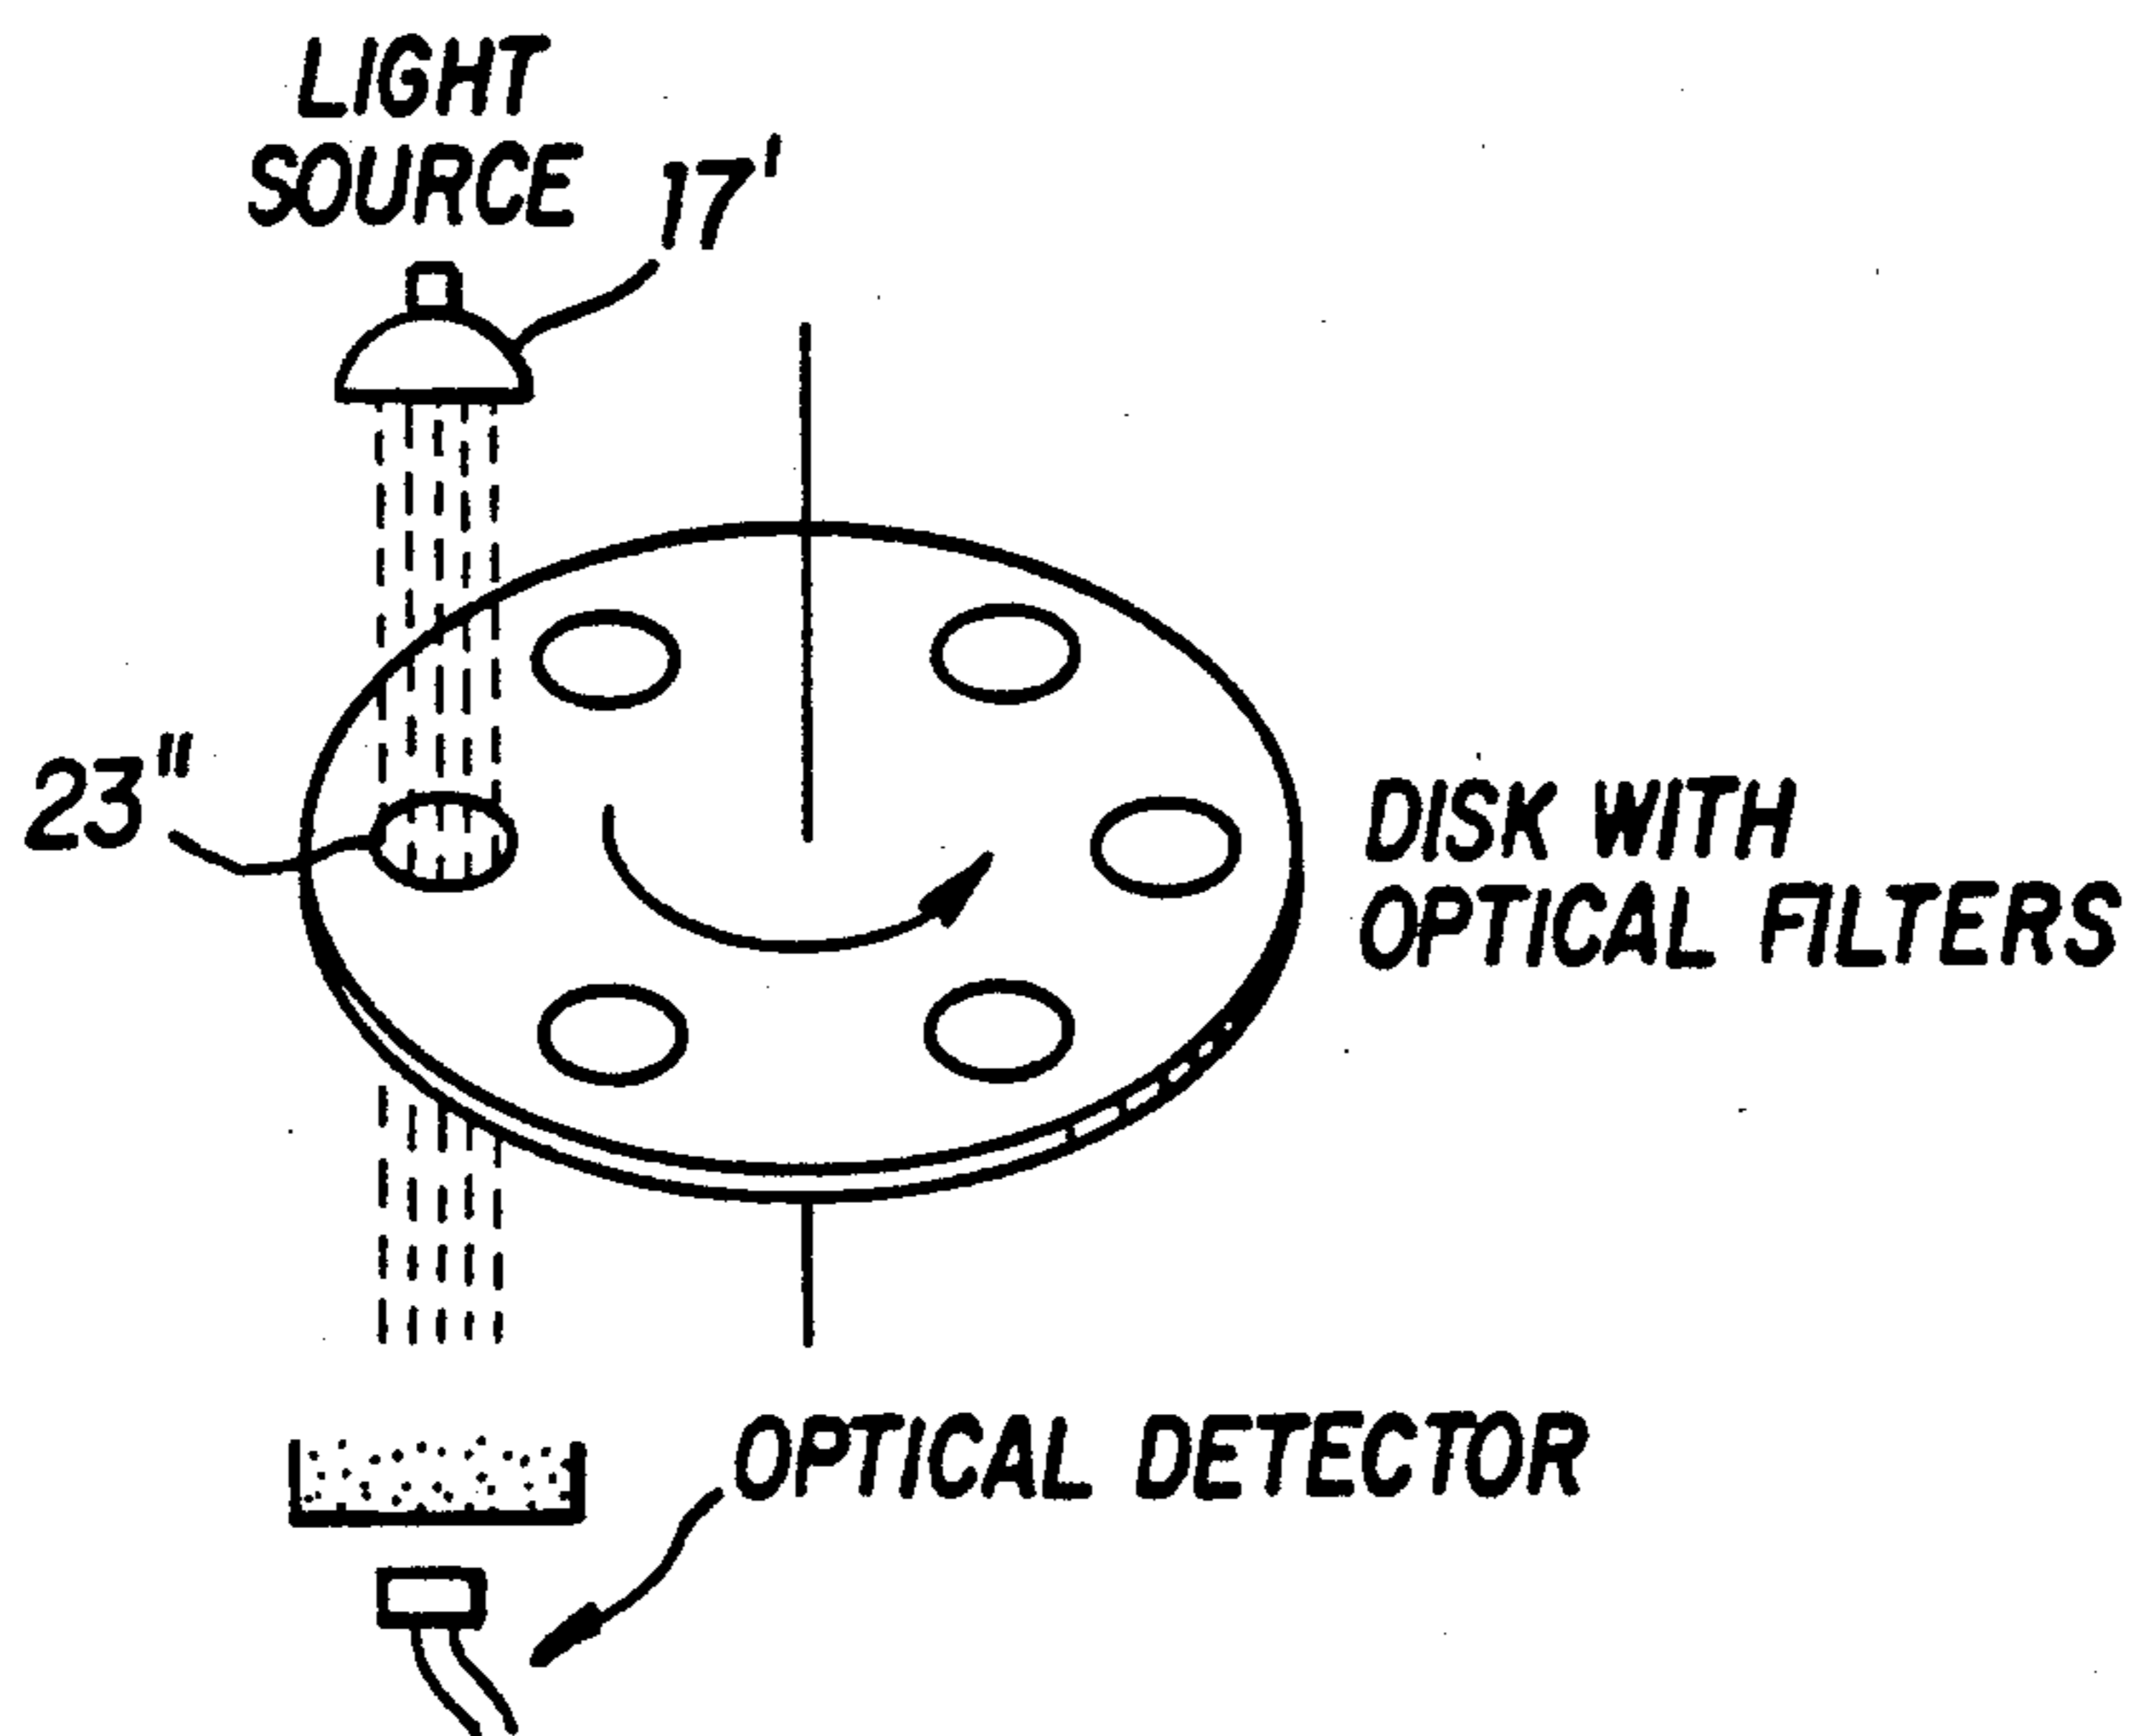 LIGHT
SOURCE
17'
23"
DISK WITH
OPTICAL FILTERS
OPTICAL DETECTOR